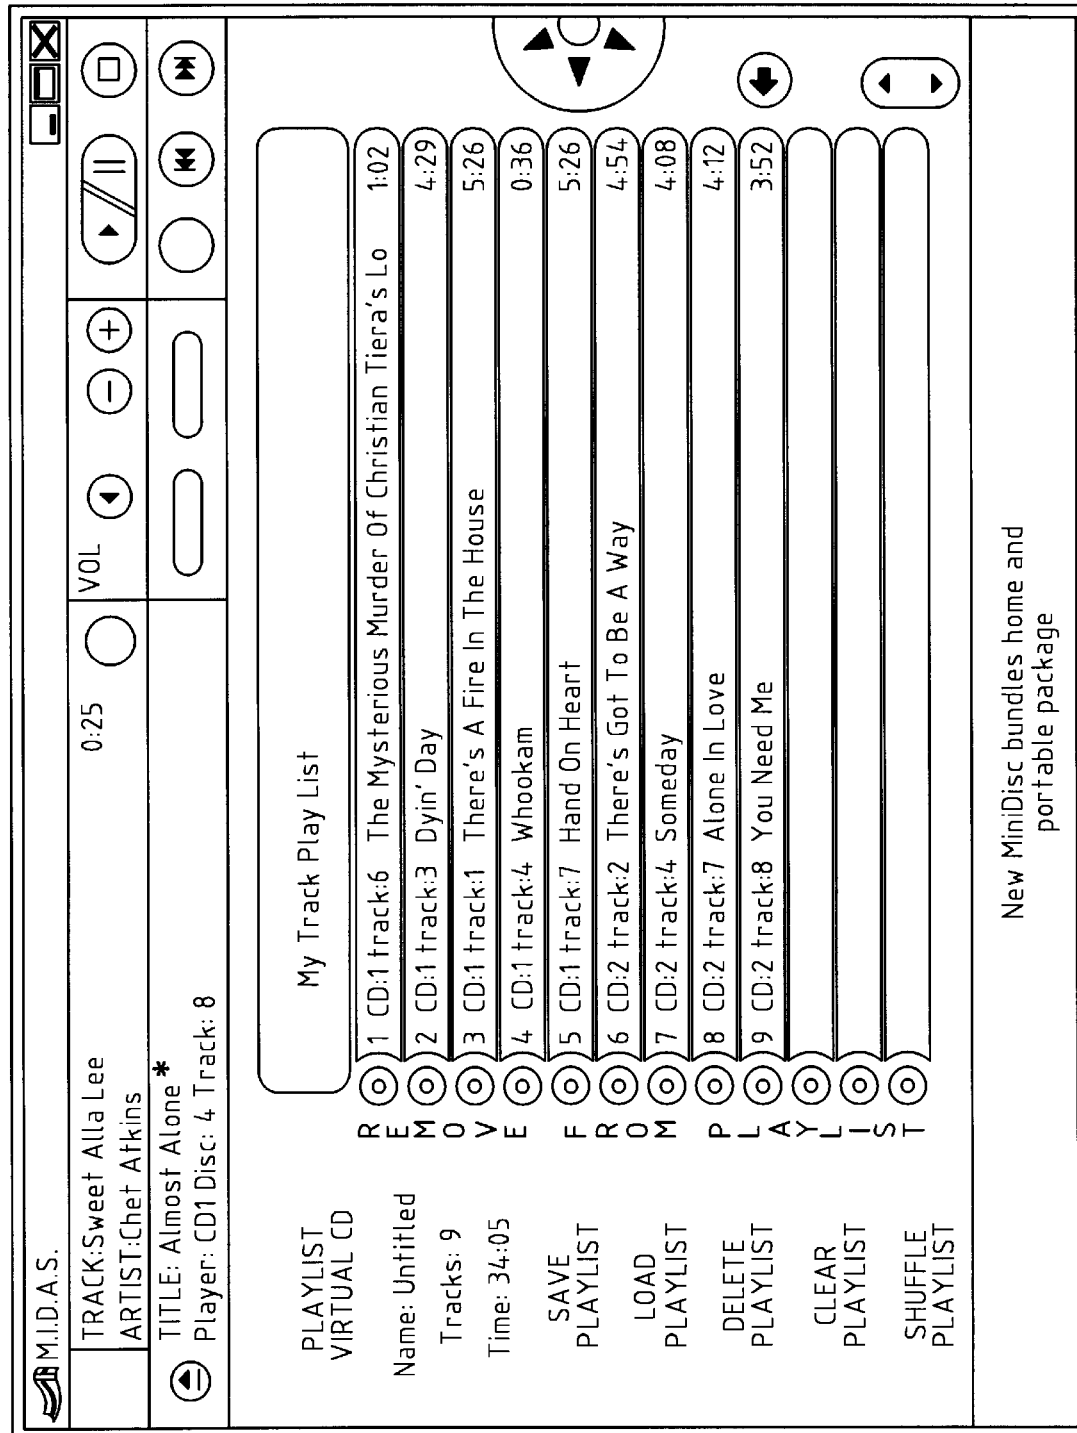 M.I.D.A.S.
TRACK:Sweet Alla Lee 0:25
ARTIST:Chet Atkins
VOL
TITLE: Almost Alone *
Player: CD1 Disc: 4 Track: 8
PLAYLIST
VIRTUAL CD
Name: Untitled
Tracks: 9
Time: 34:05
SAVE
PLAYLIST
LOAD
PLAYLIST
DELETE
PLAYLIST
CLEAR
PLAYLIST
SHUFFLE
PLAYLIST
REMOVE FROM PLAYLIST
My Track Play List
1 CD:1 track:6 The Mysterious Murder Of Christian Tiera's Lo 1:02
2 CD:1 track:3 Dyin' Day 4:29
3 CD:1 track:1 There's A Fire In The House 5:26
4 CD:1 track:4 Whookam 0:36
5 CD:1 track:7 Hand On Heart 5:26
6 CD:2 track:2 There's Got To Be A Way 4:54
7 CD:2 track:4 Someday 4:08
8 CD:2 track:7 Alone In Love 4:12
9 CD:2 track:8 You Need Me 3:52
New MiniDisc bundles home and
portable package